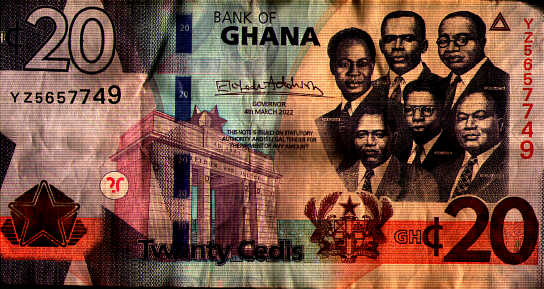 ₵20
BANK OF
GHANA
YZ5657749
20
GOVERNOR
4th MARCH 2022
THIS NOTE IS ISSUED ON STATUTORY
AUTHORITY AND IS LEGAL TENDER
FOR THE PAYMENT OF ANY AMOUNT
YZ5657749
Twenty Cedis
GH₵20